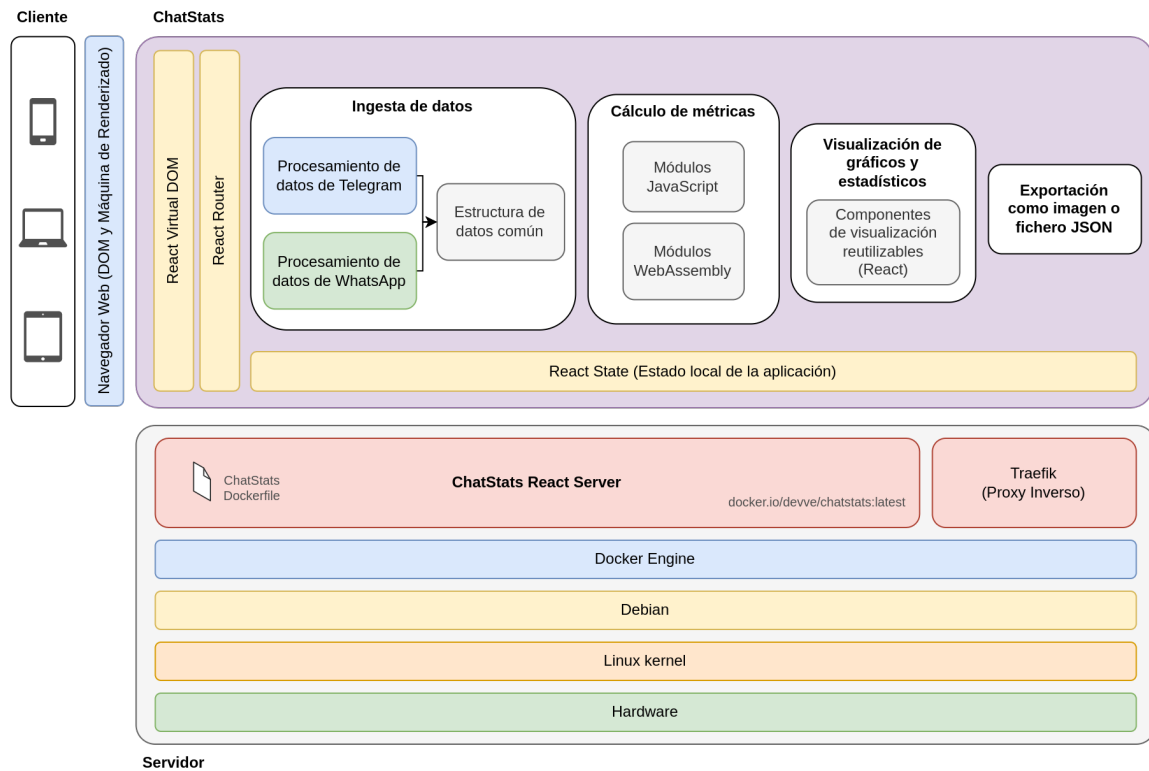 Cliente
ChatStats
Navegador Web (DOM y Máquina de Renderizado)
React Virtual DOM
React Router
Ingesta de datos
Procesamiento de
datos de Telegram
Procesamiento de
datos de WhatsApp
Estructura de
datos común
Cálculo de métricas
Módulos
JavaScript
Módulos
WebAssembly
Visualización de
gráficos y
estadísticos
Componentes
de visualización
reutilizables
(React)
Exportación
como imagen o
fichero JSON
React State (Estado local de la aplicación)
ChatStats
Dockerfile
ChatStats React Server
docker.io/devve/chatstats:latest
Traefik
(Proxy Inverso)
Docker Engine
Debian
Linux kernel
Hardware
Servidor